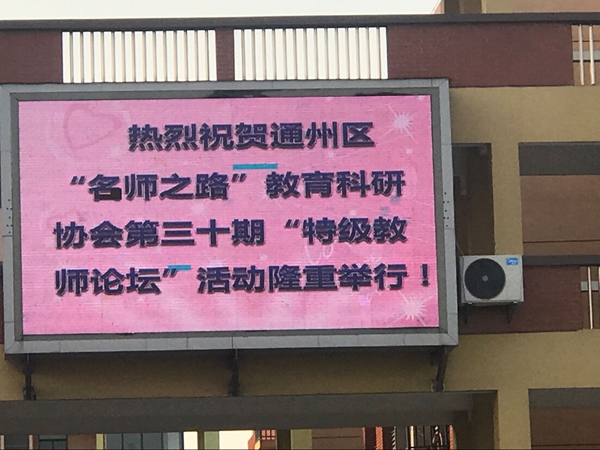 热烈祝贺通州区
“名师之路”教育科研
协会第三十期“特级教
师论坛”活动隆重举行！